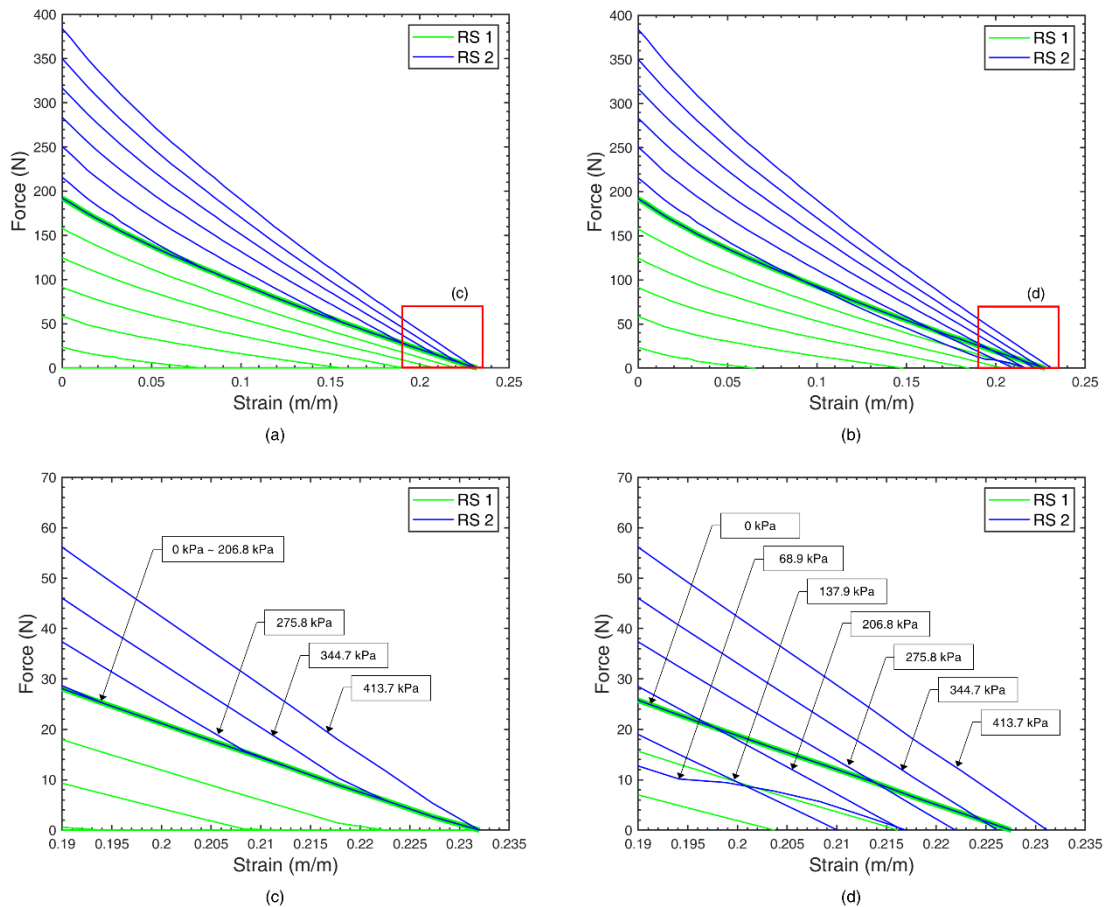 400
350
300
250
200
150
100
50
0
Force (N)
RS 1
RS 2
(c)
0 0.05 0.1 0.15 0.2 0.25
Strain (m/m)
(a)
400
350
300
250
200
150
100
50
0
Force (N)
RS 1
RS 2
(d)
0 0.05 0.1 0.15 0.2 0.25
Strain (m/m)
(b)
70
60
50
40
30
20
10
0
Force (N)
RS 1
RS 2
0 kPa ~ 206.8 kPa
275.8 kPa
344.7 kPa
413.7 kPa
0.19 0.195 0.2 0.205 0.21 0.215 0.22 0.225 0.23 0.235
Strain (m/m)
(c)
70
60
50
40
30
20
10
0
Force (N)
RS 1
RS 2
0 kPa
68.9 kPa
137.9 kPa
206.8 kPa
275.8 kPa
344.7 kPa
413.7 kPa
0.19 0.195 0.2 0.205 0.21 0.215 0.22 0.225 0.23 0.235
Strain (m/m)
(d)